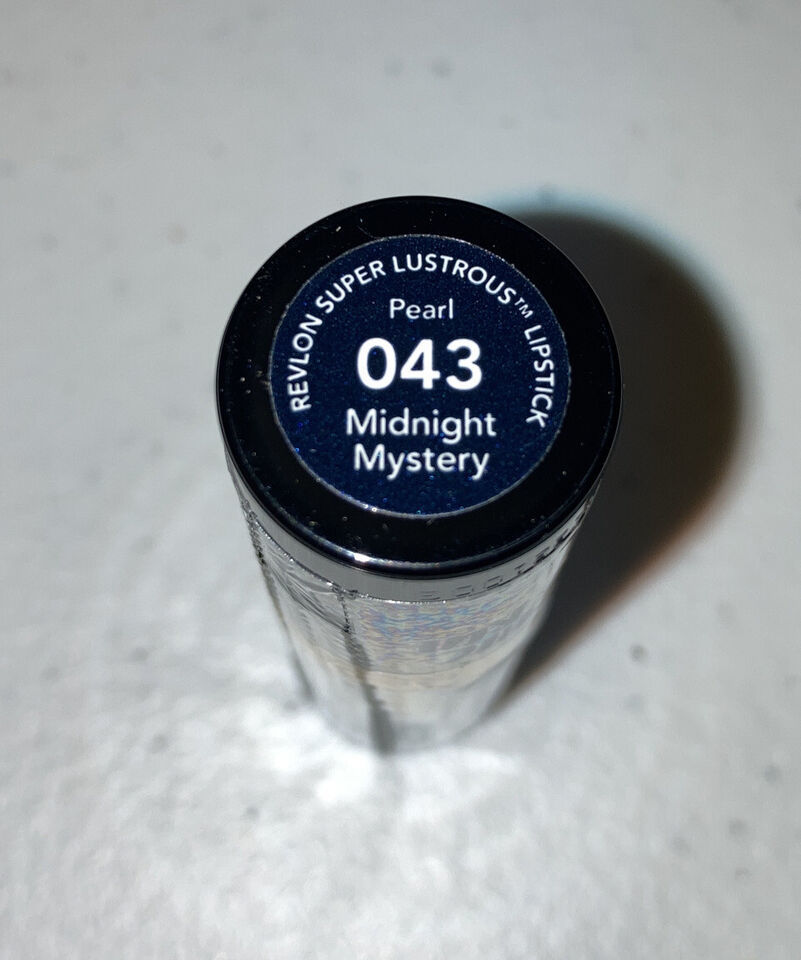 REVLON SUPER LUSTROUS™ LIPSTICK
Pearl
043
Midnight
Mystery